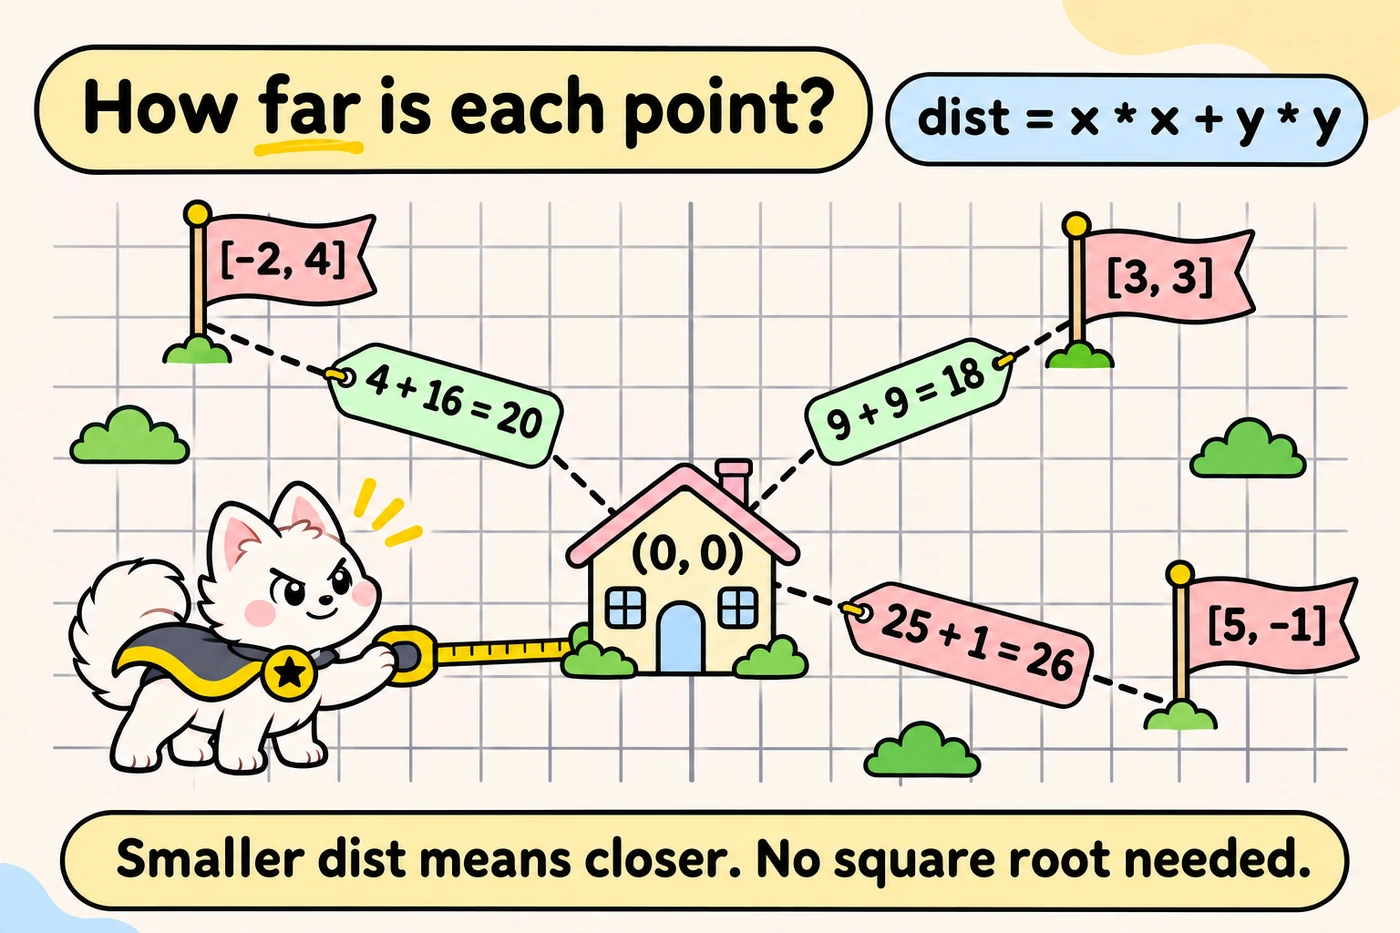 How far is each point?
dist = x * x + y * y
[-2, 4]
[3, 3]
4 + 16 = 20
9 + 9 = 18
(0, 0)
25 + 1 = 26
[5, -1]
Smaller dist means closer. No square root needed.